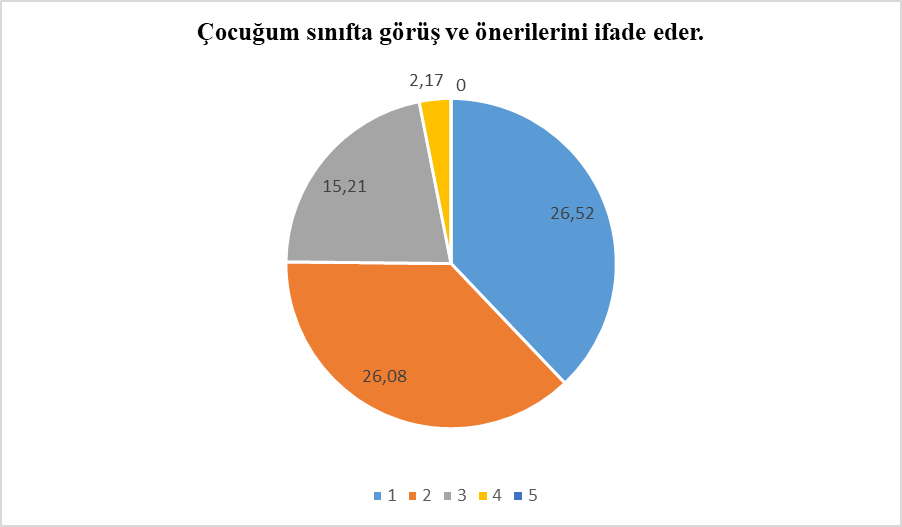 Çocuğum sınıfta görüş ve önerilerini ifade eder.
2,17
0
15,21
26,52
26,08
1 2 3 4 5